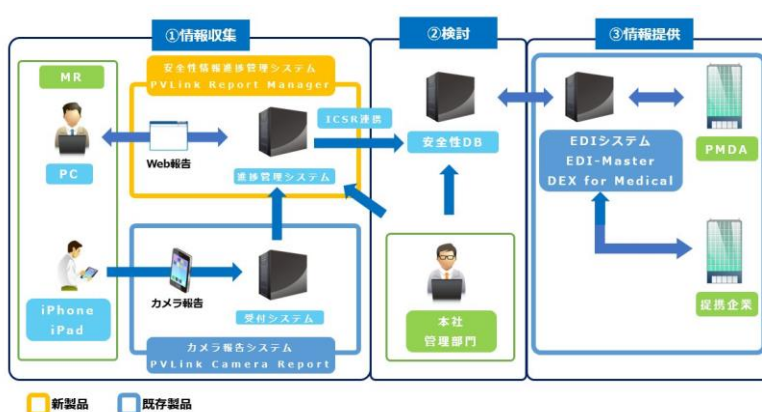 ①情報収集
②検討
③情報提供
MR
安全性情報進捗管理システム
PVLink Report Manager
ICSR連携
Web報告
PC
進捗管理システム
安全性DB
EDIシステム
EDI-Master
DEX for Medical
PMDA
カメラ報告
iPhone
iPad
受付システム
本社
管理部門
提携企業
カメラ報告システム
PVLink Camera Report
新製品
既存製品